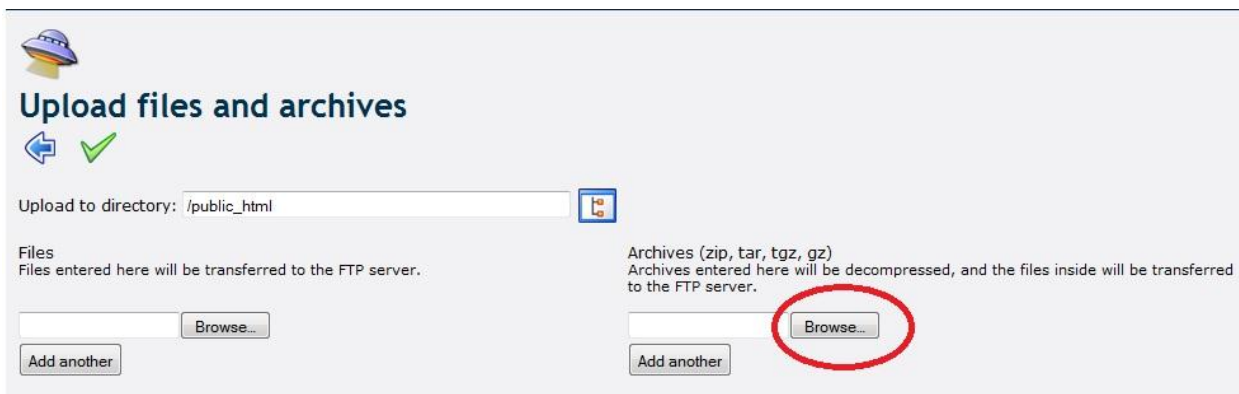 Upload files and archives
Upload to directory: /public_html
Files
Files entered here will be transferred to the FTP server.
Browse...
Add another
Archives (zip, tar, tgz, gz)
Archives entered here will be decompressed, and the files inside will be transferred
to the FTP server.
Browse...
Add another